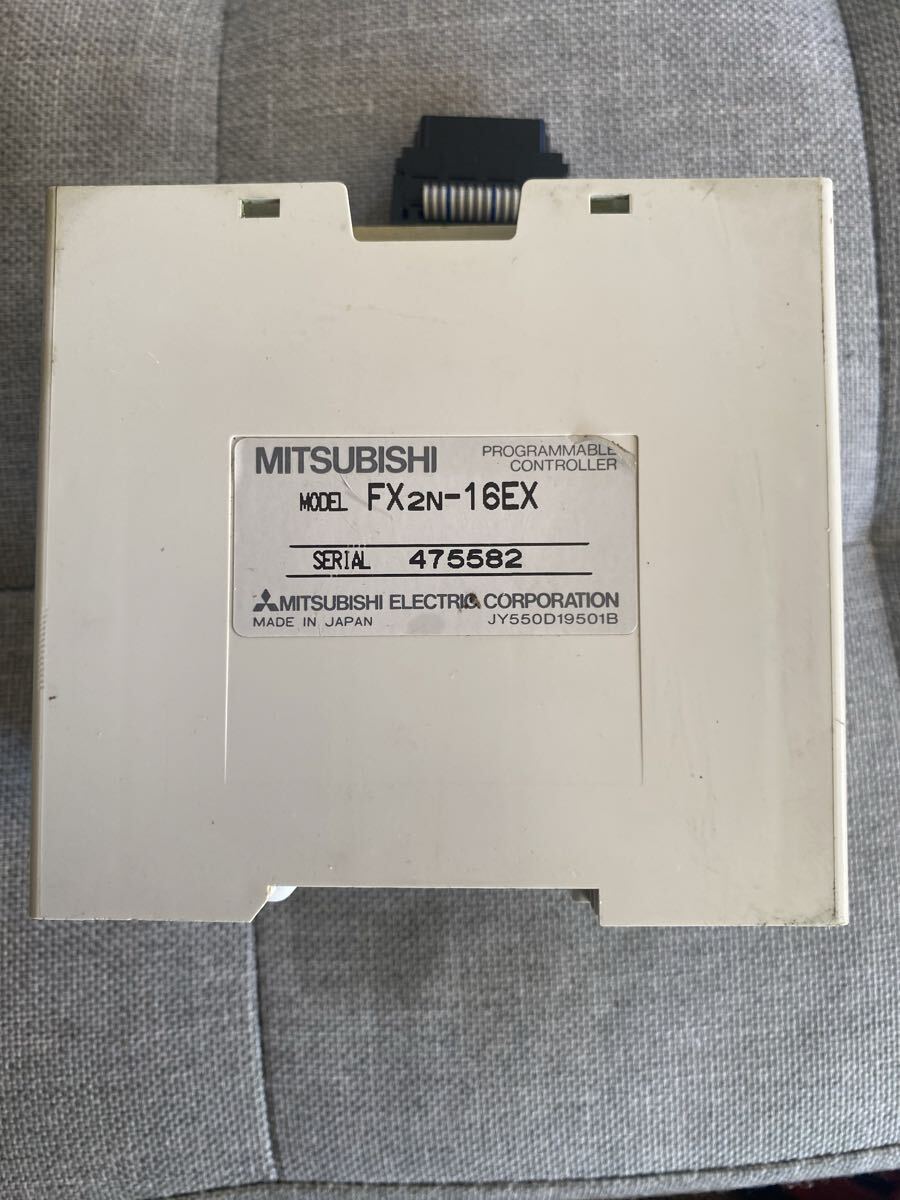 MITSUBISHI PROGRAMMABLE
CONTROLLER
MODEL FX2N-16EX
SERIAL 475582
MITSUBISHI ELECTRIC CORPORATION
MADE IN JAPAN JY550D19501B